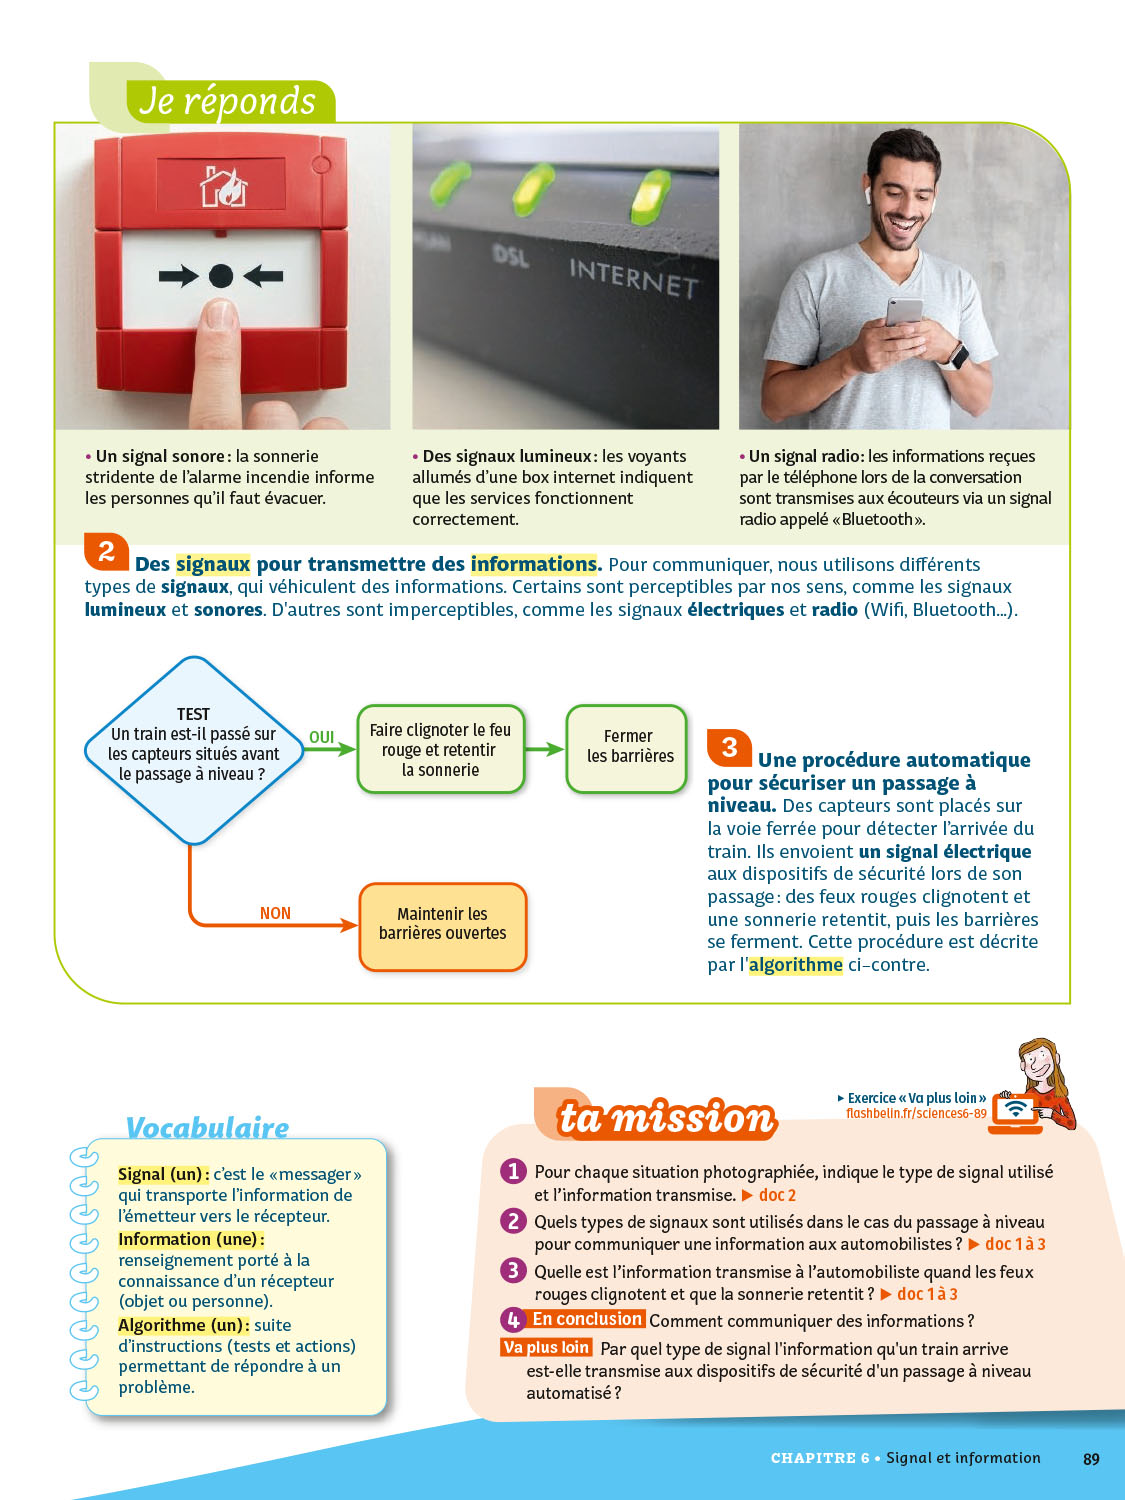 Je réponds
WLAN
DSL
INTERNET
• Un signal sonore : la sonnerie
stridente de l'alarme incendie informe
les personnes qu'il faut évacuer.
• Des signaux lumineux : les voyants
allumés d'une box internet indiquent
que les services fonctionnent
correctement.
• Un signal radio : les informations reçues
par le téléphone lors de la conversation
sont transmises aux écouteurs via un signal
radio appelé « Bluetooth ».
2 Des signaux pour transmettre des informations. Pour communiquer, nous utilisons différents
types de signaux, qui véhiculent des informations. Certains sont perceptibles par nos sens, comme les signaux
lumineux et sonores. D'autres sont imperceptibles, comme les signaux électriques et radio (Wifi, Bluetooth...).
TEST
Un train est-il passé sur
les capteurs situés avant
le passage à niveau ?
OUI
Faire clignoter le feu
rouge et retentir
la sonnerie
Fermer
les barrières
NON
Maintenir les
barrières ouvertes
3 Une procédure automatique
pour sécuriser un passage à
niveau. Des capteurs sont placés sur
la voie ferrée pour détecter l'arrivée du
train. Ils envoient un signal électrique
aux dispositifs de sécurité lors de son
passage : des feux rouges clignotent et
une sonnerie retentit, puis les barrières
se ferment. Cette procédure est décrite
par l'algorithme ci-contre.
Vocabulaire
Signal (un) : c'est le « messager »
qui transporte l'information de
l'émetteur vers le récepteur.
Information (une) :
renseignement porté à la
connaissance d'un récepteur
(objet ou personne).
Algorithme (un) : suite
d'instructions (tests et actions)
permettant de répondre à un
problème.
ta mission
▸ Exercice « Va plus loin »
flashbelin.fr/sciences6-89
1 Pour chaque situation photographiée, indique le type de signal utilisé
et l'information transmise. ▶ doc 2
2 Quels types de signaux sont utilisés dans le cas du passage à niveau
pour communiquer une information aux automobilistes ? ▶ doc 1 à 3
3 Quelle est l'information transmise à l'automobiliste quand les feux
rouges clignotent et que la sonnerie retentit ? ▶ doc 1 à 3
4 En conclusion Comment communiquer des informations ?
Va plus loin Par quel type de signal l'information qu'un train arrive
est-elle transmise aux dispositifs de sécurité d'un passage à niveau
automatisé ?
CHAPITRE 6 • Signal et information 89